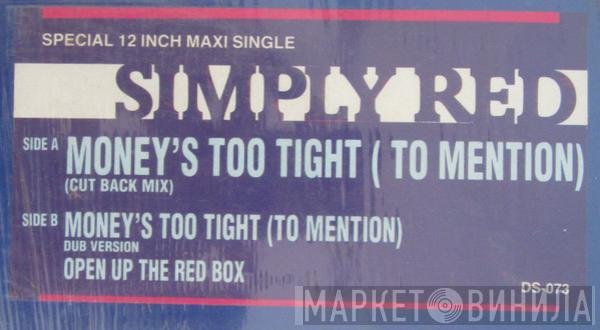 SPECIAL 12 INCH MAXI SINGLE
SIMPLY RED
SIDE A MONEY'S TOO TIGHT ( TO MENTION)
(CUT BACK MIX)
SIDE B MONEY'S TOO TIGHT (TO MENTION)
DUB VERSION
OPEN UP THE RED BOX
DS-073
МАРКЕТ ВИНИЛА